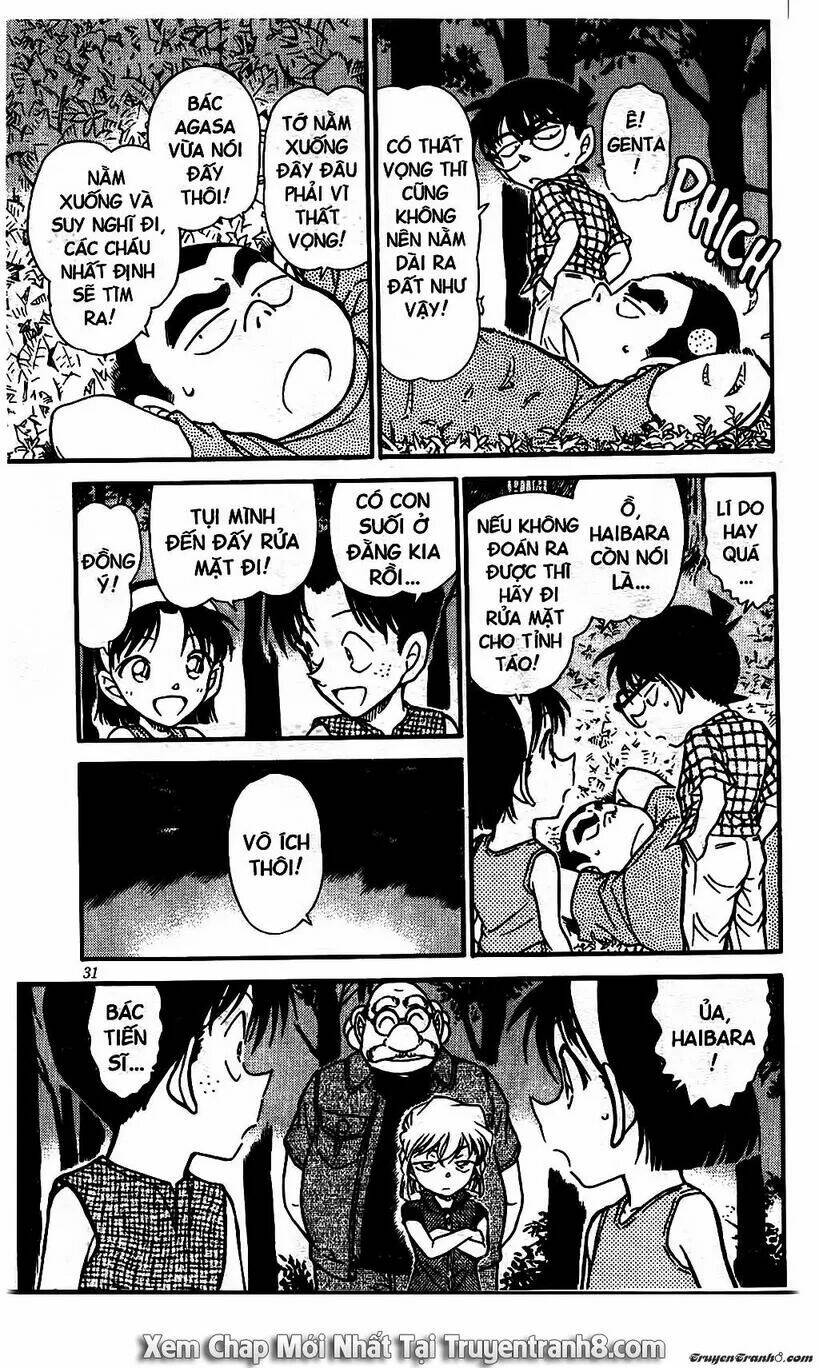 Ê!
GENTA
!
PHỊCH
CÓ THẤT
VỌNG THÌ
CŨNG
KHÔNG
NÊN NẰM
DÀI RA
ĐẤT NHƯ
VẬY!
TỚ NẰM
XUỐNG
ĐÂY ĐÂU
PHẢI VÌ
THẤT
VỌNG!
BÁC
AGASA
VỪA NÓI
ĐẤY
THÔI!
NẰM
XUỐNG VÀ
SUY NGHĨ ĐI,
CÁC CHÁU
NHẤT ĐỊNH
SẼ TÌM
RA!
LÍ DO
HAY
QUÁ
...
Ồ,
HAIBARA
CÒN NÓI
LÀ...
NẾU KHÔNG
ĐOÁN RA
ĐƯỢC THÌ
HÃY ĐI
RỬA MẶT
CHO TỈNH
TÁO!
CÓ CON
SUỐI Ở
ĐẰNG KIA
RỒI...
TỤI MÌNH
ĐẾN ĐẤY RỬA
MẶT ĐI!
ĐỒNG
Ý!
VÔ ÍCH
THÔI!
31
ỦA,
HAIBARA
!
BÁC
TIẾN
SĨ...
Xem Chap Mới Nhất Tại Truyentranh8.com
TruyenTranh8.com